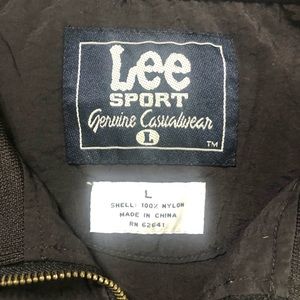 Lee
SPORT
Genuine Casualwear
L
TM
L
SHELL: 100% NYLON
MADE IN CHINA
RN 62641